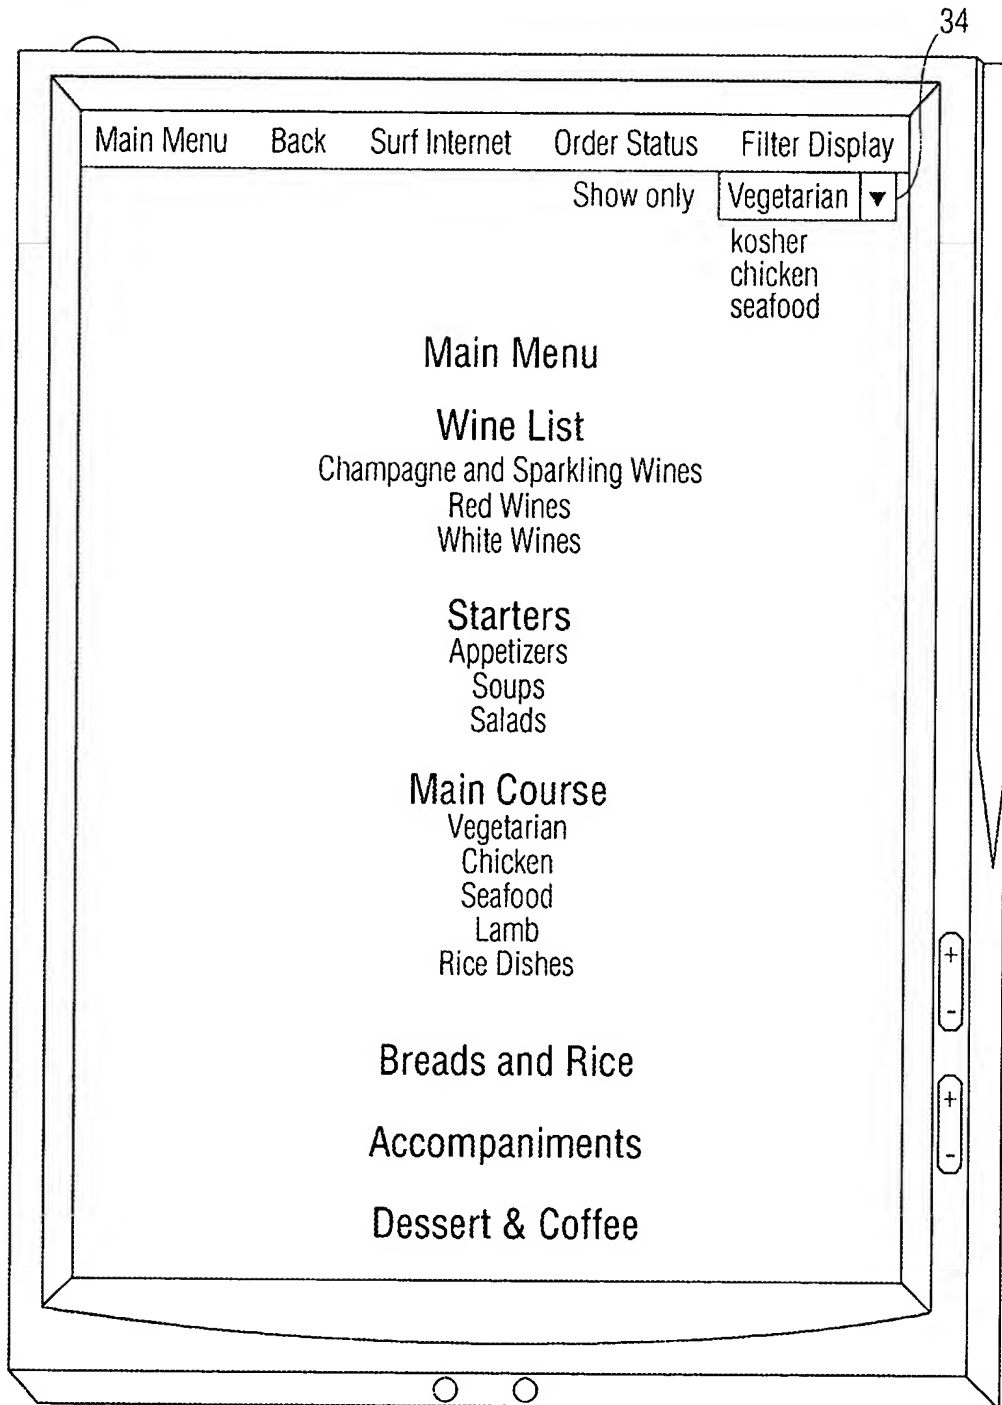 34
Main Menu Back Surf Internet Order Status Filter Display
Show only Vegetarian ▼
kosher
chicken
seafood
Main Menu
Wine List
Champagne and Sparkling Wines
Red Wines
White Wines
Starters
Appetizers
Soups
Salads
Main Course
Vegetarian
Chicken
Seafood
Lamb
Rice Dishes
Breads and Rice
Accompaniments
Dessert & Coffee
+
-
+
-